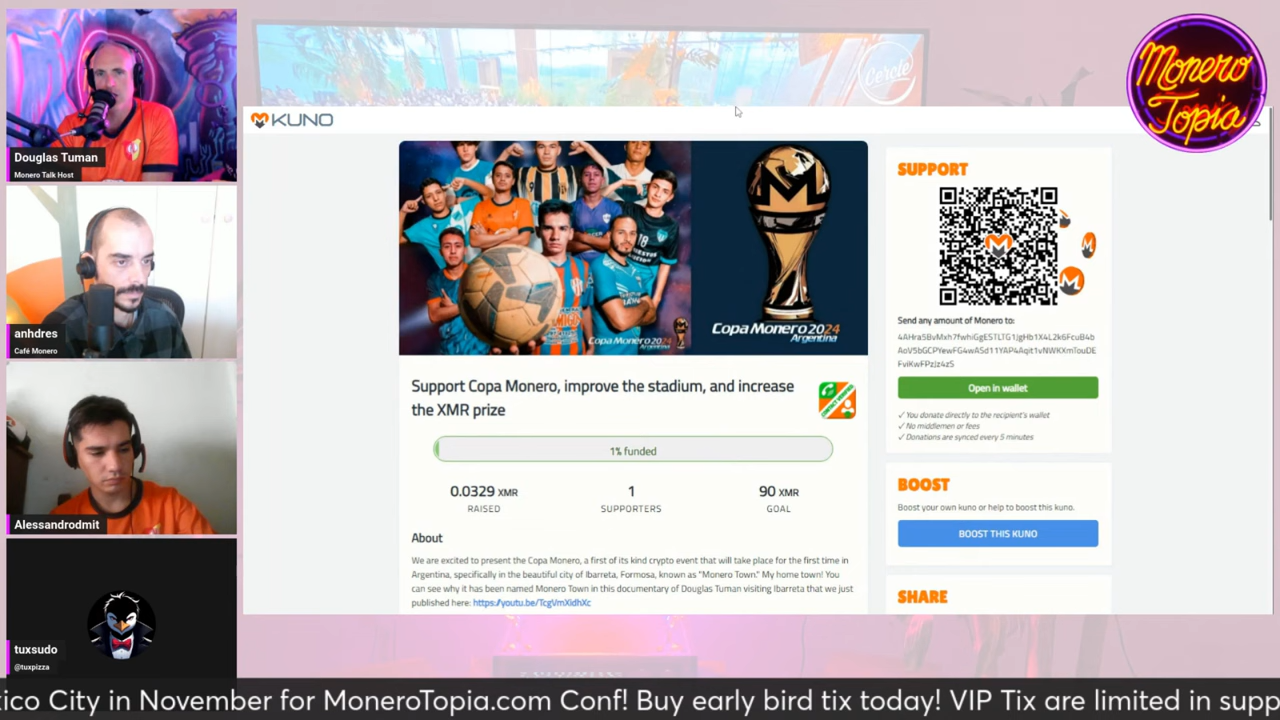 Douglas Tuman
Monero Talk Host
anhdres
Café Monero
Alessandrodmit
tuxsudo
@tuxpizza
Cercle
Monero
Topia
KUNO
Copa Monero 2024
Copa Monero 2024
Argentina
Support Copa Monero, improve the stadium, and increase
the XMR prize
1% funded
0.0329 XMR
RAISED
1
SUPPORTERS
90 XMR
GOAL
About
We are excited to present the Copa Monero, a first of its kind crypto event that will take place for the first time in
Argentina, specifically in the beautiful city of Ibarreta, Formosa, known as "Monero Town." My home town! You
can see why it has been named Monero Town in this documentary of Douglas Tuman visiting Ibarreta that we just
published here: https://youtu.be/TcgVmXidhXc
SUPPORT
Send any amount of Monero to:
Open in wallet
✓ You donate directly to the recipient's wallet
✓ No middlemen or fees
✓ Donations are synced every 5 minutes
BOOST
Boost your own kuno or help to boost this kuno.
BOOST THIS KUNO
SHARE
xico City in November for MoneroTopia.com Conf! Buy early bird tix today! VIP Tix are limited in supp